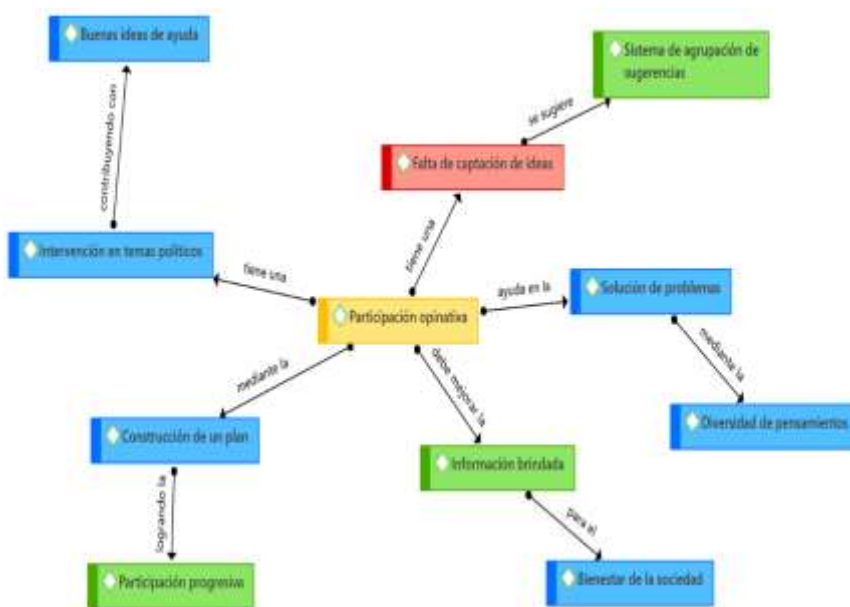 Buenas ideas de ayuda
Sistema de agrupación de
sugerencias
contribuyendo con
se sugiere
Falta de captación de ideas
Intervención en temas políticos
tiene una
tiene una
ayuda en la
Solución de problemas
Participación opinativa
mediante la
debe mejorar la
mediante la
Construcción de un plan
Diversidad de pensamientos
Información brindada
logrando la
para el
Participación progresiva
Bienestar de la sociedad